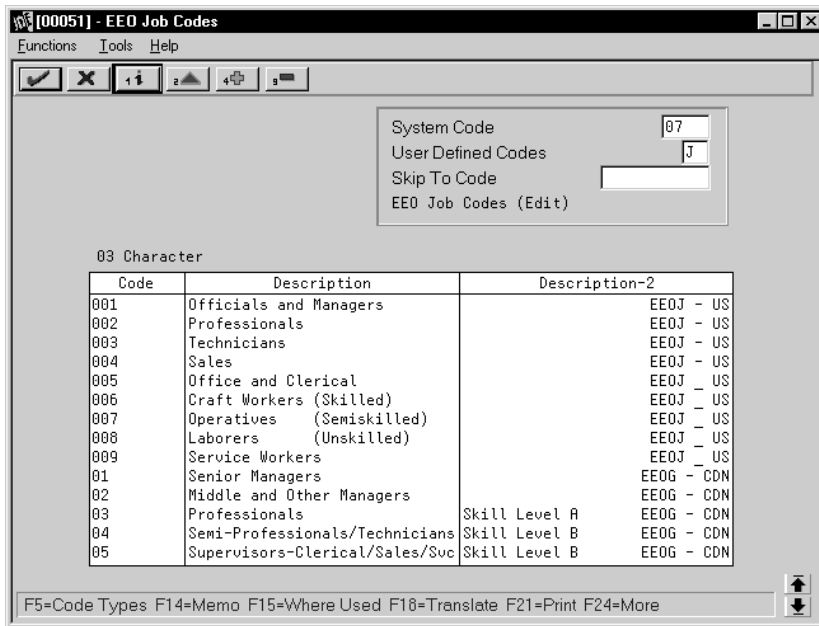 [00051] - EEO Job Codes
Functions Tools Help
1 i 2 4 9
System Code 07
User Defined Codes J
Skip To Code
EEO Job Codes (Edit)
03 Character
Code Description Description-2
001 Officials and Managers EEOJ - US
002 Professionals EEOJ - US
003 Technicians EEOJ - US
004 Sales EEOJ - US
005 Office and Clerical EEOJ _ US
006 Craft Workers (Skilled) EEOJ _ US
007 Operatives (Semiskilled) EEOJ _ US
008 Laborers (Unskilled) EEOJ _ US
009 Service Workers EEOJ _ US
01 Senior Managers EEOG - CDN
02 Middle and Other Managers EEOG - CDN
03 Professionals Skill Level A EEOG - CDN
04 Semi-Professionals/Technicians Skill Level B EEOG - CDN
05 Supervisors-Clerical/Sales/Svc Skill Level B EEOG - CDN
F5=Code Types F14=Memo F15=Where Used F18=Translate F21=Print F24=More